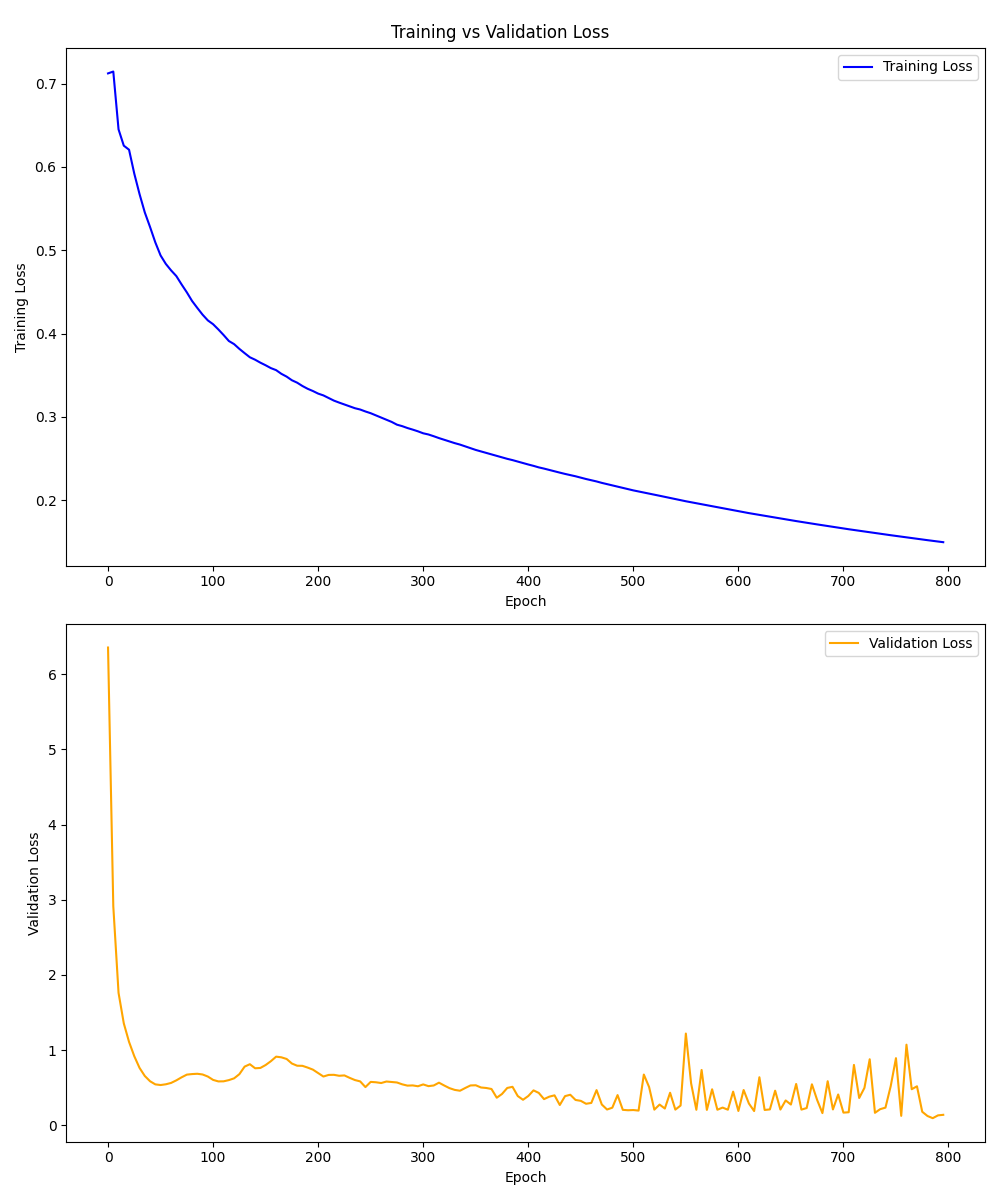 Training vs Validation Loss
Training Loss
0.7
0.6
0.5
0.4
0.3
0.2
Training Loss
0 100 200 300 400 500 600 700 800
Epoch
Validation Loss
6
5
4
3
2
1
0
Validation Loss
0 100 200 300 400 500 600 700 800
Epoch